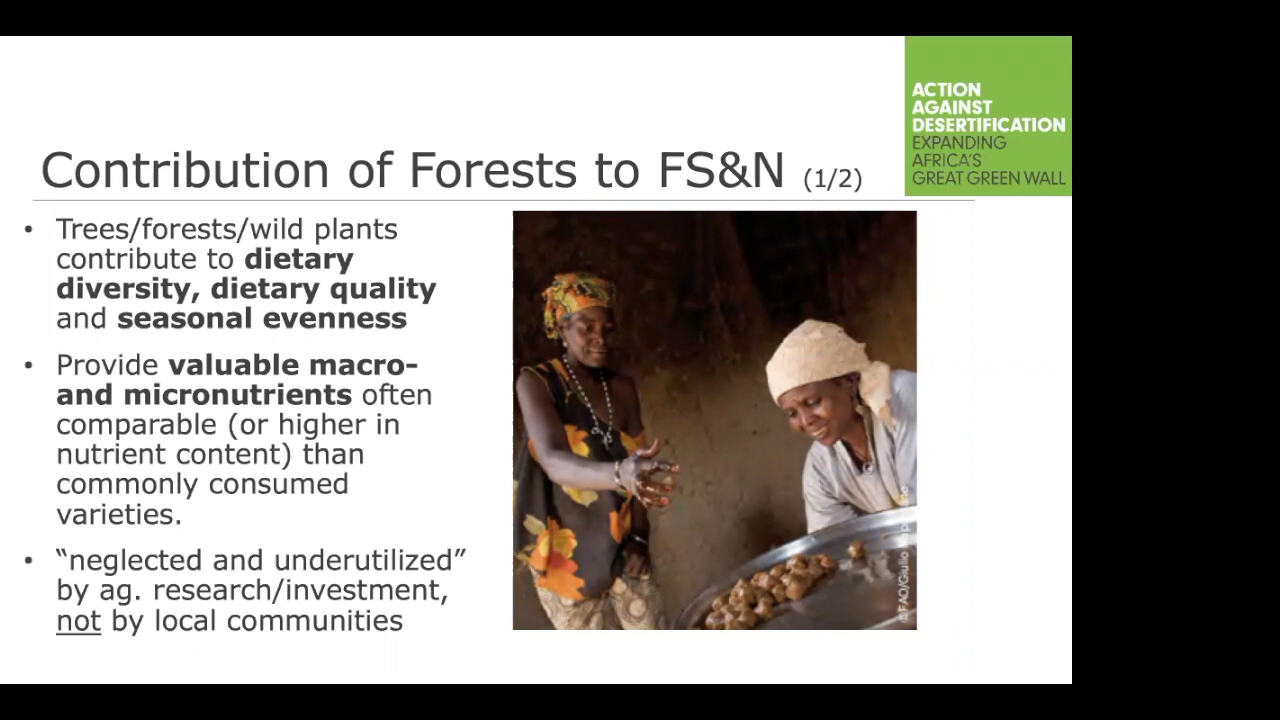 ACTION
AGAINST
DESERTIFICATION
EXPANDING
AFRICA'S
GREAT GREEN WALL
Contribution of Forests to FS&N (1/2)
• Trees/forests/wild plants
contribute to dietary
diversity, dietary quality
and seasonal evenness
• Provide valuable macro-
and micronutrients often
comparable (or higher in
nutrient content) than
commonly consumed
varieties.
• “neglected and underutilized”
by ag. research/investment,
not by local communities
©FAO/Giulio